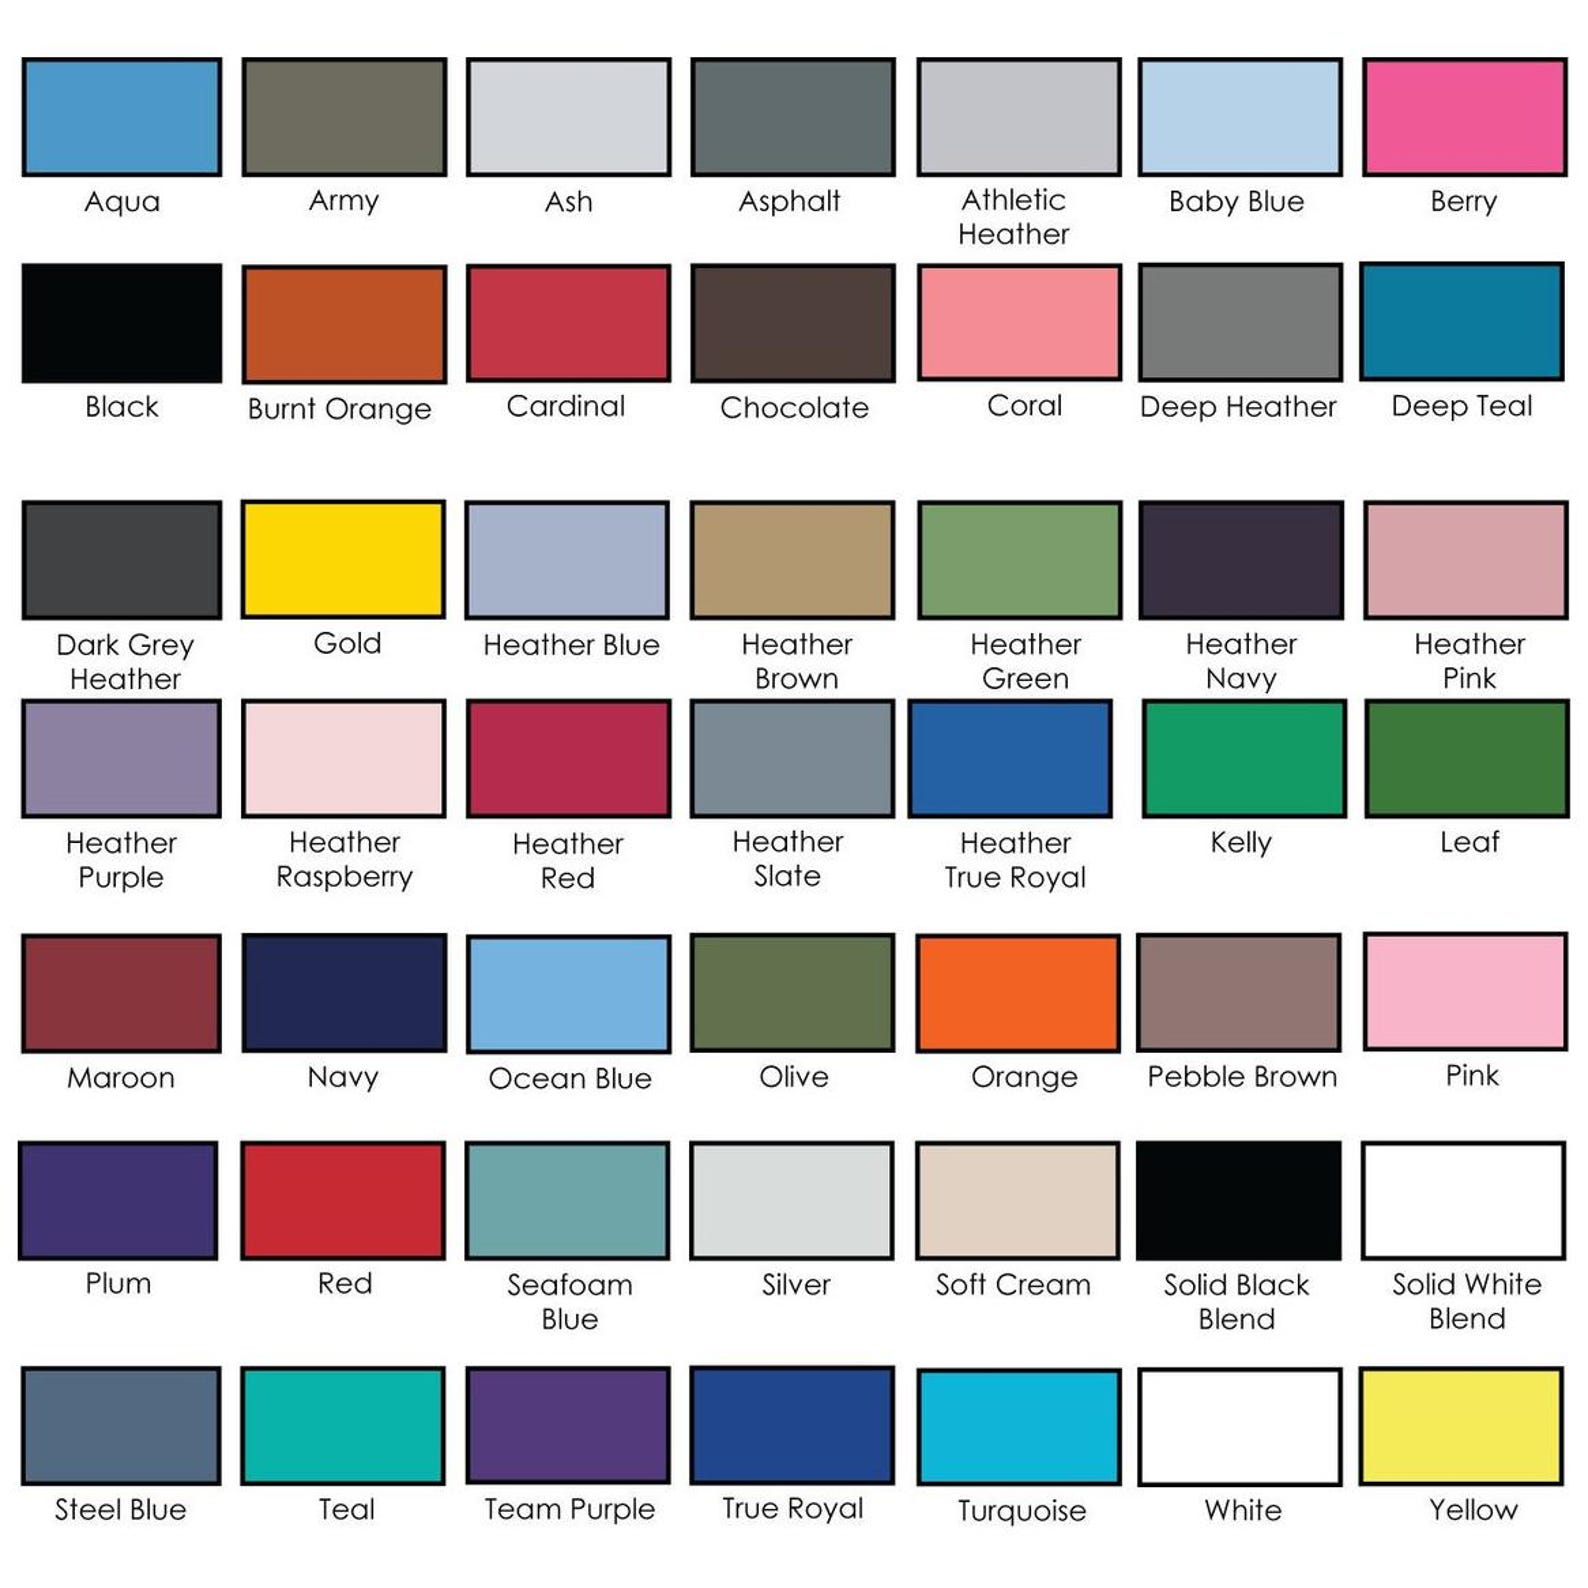 Aqua
Army
Ash
Asphalt
Athletic
Heather
Baby Blue
Berry
Black
Burnt Orange
Cardinal
Chocolate
Coral
Deep Heather
Deep Teal
Dark Grey
Heather
Gold
Heather Blue
Heather
Brown
Heather
Green
Heather
Navy
Heather
Pink
Heather
Purple
Heather
Raspberry
Heather
Red
Heather
Slate
Heather
True Royal
Kelly
Leaf
Maroon
Navy
Ocean Blue
Olive
Orange
Pebble Brown
Pink
Plum
Red
Seafoam
Blue
Silver
Soft Cream
Solid Black
Blend
Solid White
Blend
Steel Blue
Teal
Team Purple
True Royal
Turquoise
White
Yellow